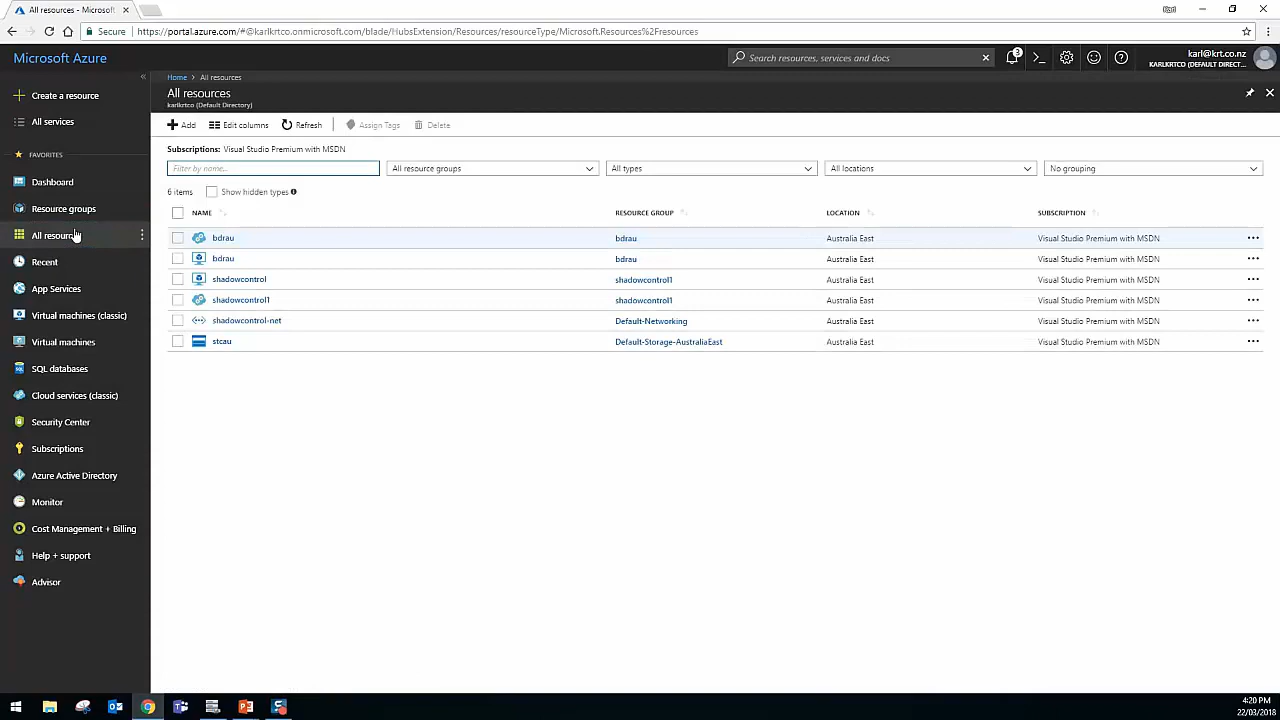 All resources - Microsof
Secure
https://portal.azure.com/#@karlkrtco.onmicrosoft.com/blade/HubsExtension/Resources/resourceType/Microsoft.Resources%2Fresources
Microsoft Azure
Search resources, services and docs
3
karl@krt.co.nz
KARLKRTCO (DEFAULT DIRECT...
Home > All resources
All resources
karlkrtco (Default Directory)
Add Edit columns Refresh Assign Tags Delete
Subscriptions: Visual Studio Premium with MSDN
Filter by name... All resource groups All types All locations No grouping
6 items Show hidden types
NAME RESOURCE GROUP LOCATION SUBSCRIPTION
bdrau bdrau Australia East Visual Studio Premium with MSDN
bdrau bdrau Australia East Visual Studio Premium with MSDN
shadowcontrol shadowcontrol1 Australia East Visual Studio Premium with MSDN
shadowcontrol1 shadowcontrol1 Australia East Visual Studio Premium with MSDN
shadowcontrol-net Default-Networking Australia East Visual Studio Premium with MSDN
stcau Default-Storage-AustraliaEast Australia East Visual Studio Premium with MSDN
Create a resource
All services
FAVORITES
Dashboard
Resource groups
All resou
Recent
App Services
Virtual machines (classic)
Virtual machines
SQL databases
Cloud services (classic)
Security Center
Subscriptions
Azure Active Directory
Monitor
Cost Management + Billing
Help + support
Advisor
4:20 PM
22/03/2018